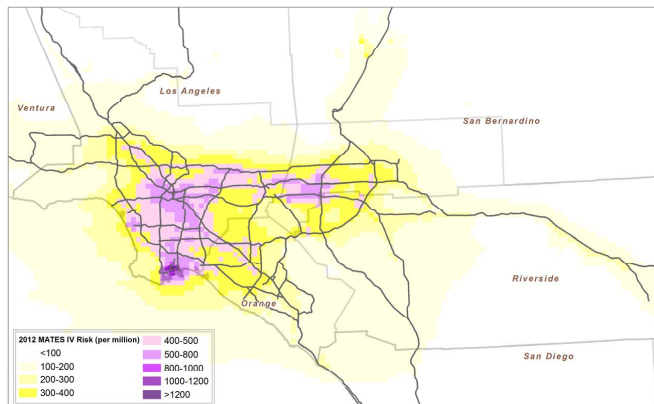 Los Angeles
Ventura
San Bernardino
Riverside
Orange
San Diego
2012 MATES IV Risk (per million)
<100
100-200
200-300
300-400
400-500
500-800
800-1000
1000-1200
>1200